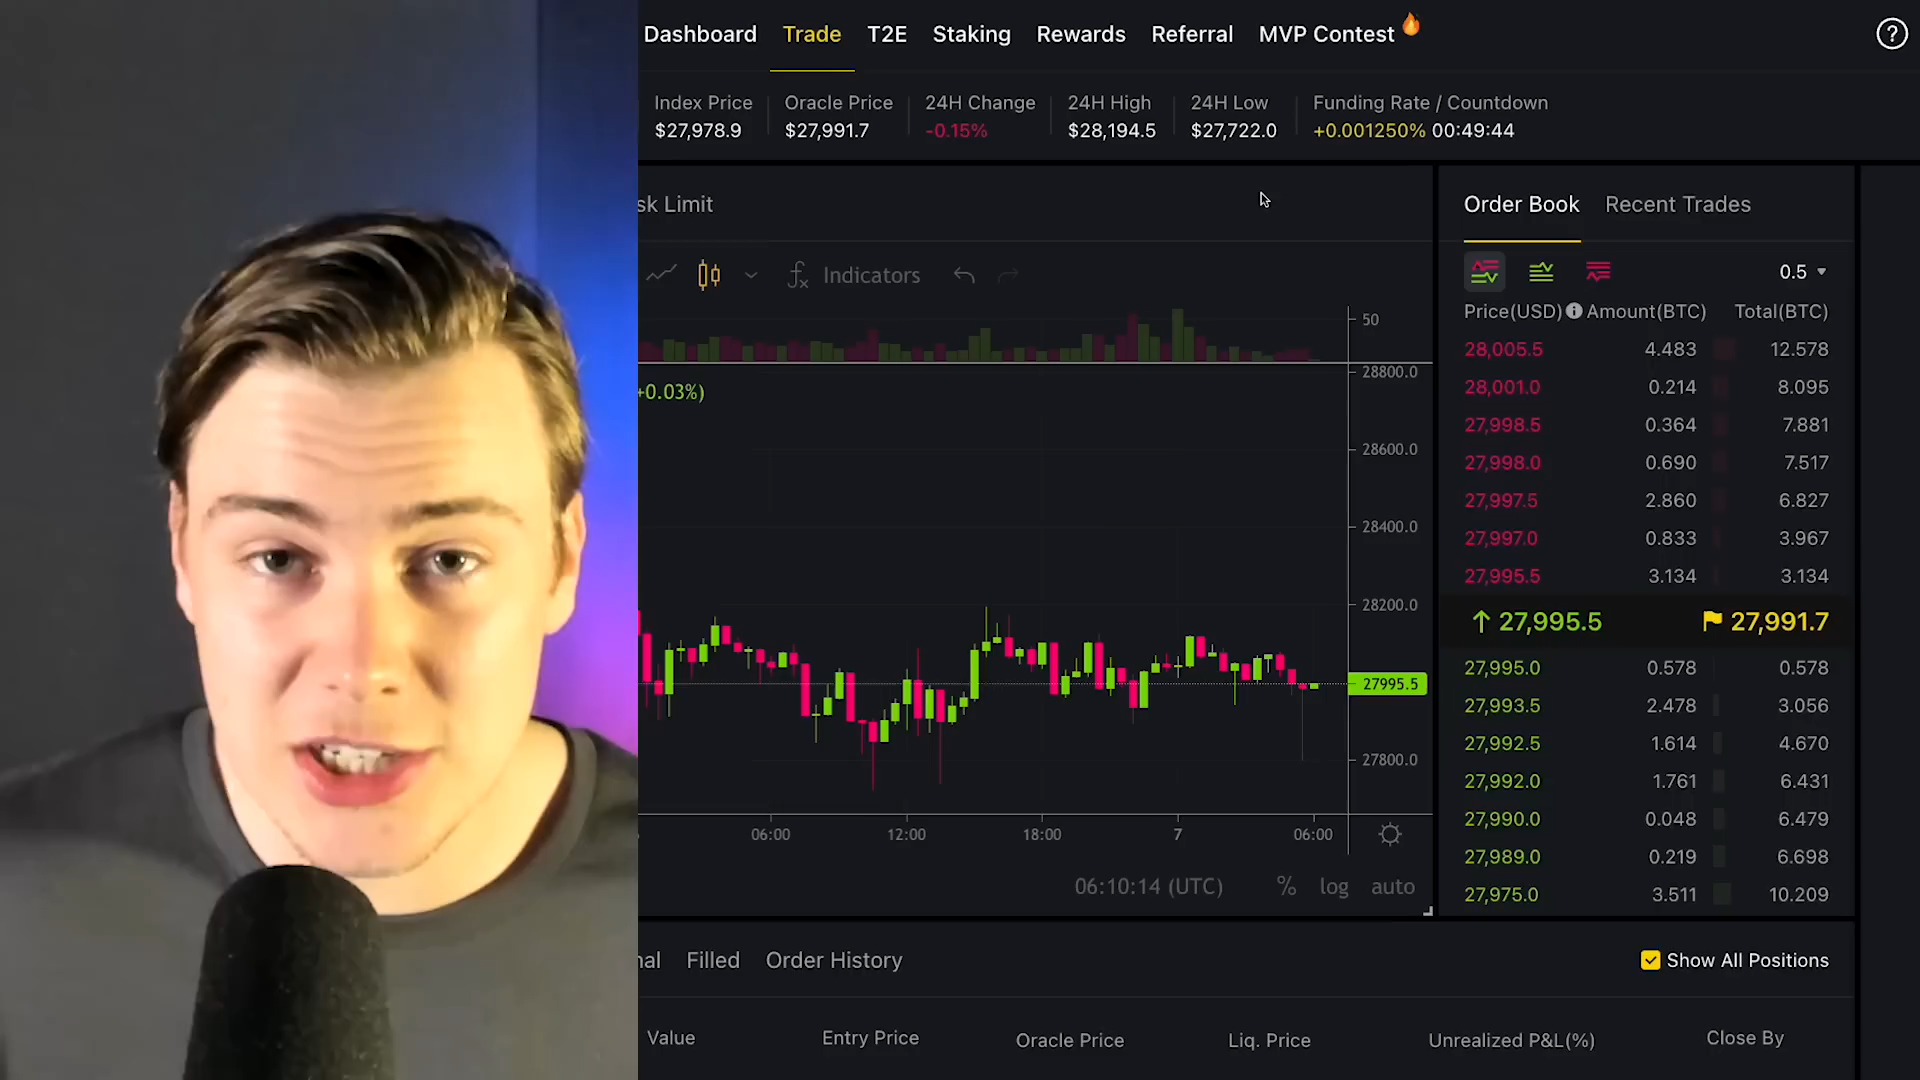 Dashboard Trade T2E Staking Rewards Referral MVP Contest
Index Price Oracle Price 24H Change 24H High 24H Low Funding Rate / Countdown
$27,978.9 $27,991.7 -0.15% $28,194.5 $27,722.0 +0.001250% 00:49:44
sk Limit
Indicators
50
+0.03%)
28800.0
28600.0
28400.0
28200.0
27995.5
27800.0
06:00 12:00 18:00 7 06:00
06:10:14 (UTC) % log auto
Order Book Recent Trades
0.5
Price(USD) Amount(BTC) Total(BTC)
28,005.5 4.483 12.578
28,001.0 0.214 8.095
27,998.5 0.364 7.881
27,998.0 0.690 7.517
27,997.5 2.860 6.827
27,997.0 0.833 3.967
27,995.5 3.134 3.134
27,995.5 27,991.7
27,995.0 0.578 0.578
27,993.5 2.478 3.056
27,992.5 1.614 4.670
27,992.0 1.761 6.431
27,990.0 0.048 6.479
27,989.0 0.219 6.698
27,975.0 3.511 10.209
nal Filled Order History Show All Positions
Value Entry Price Oracle Price Liq. Price Unrealized P&L(%) Close By